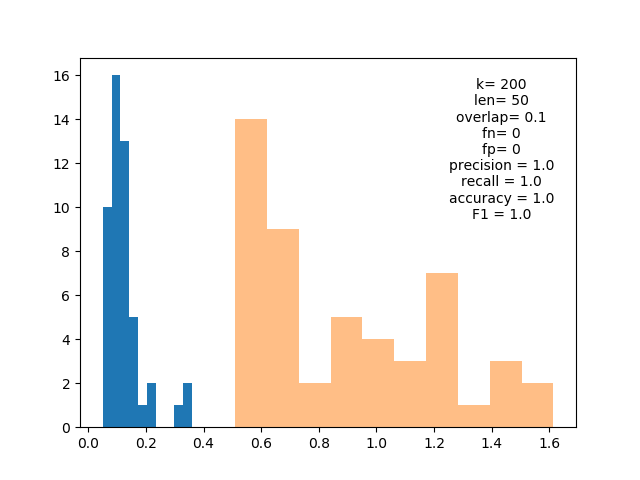 16
14
12
10
8
6
4
2
0
k= 200
len= 50
overlap= 0.1
fn= 0
fp= 0
precision = 1.0
recall = 1.0
accuracy = 1.0
F1 = 1.0
0.0 0.2 0.4 0.6 0.8 1.0 1.2 1.4 1.6